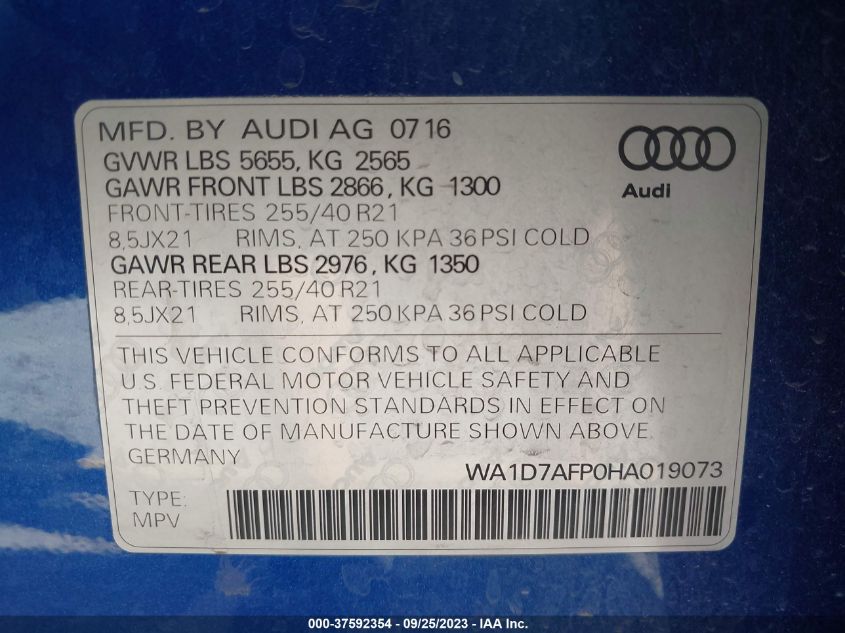 MFD. BY AUDI AG 07 16
GVWR LBS 5655, KG 2565
GAWR FRONT LBS 2866, KG 1300
FRONT-TIRES 255/40 R21
8,5JX21 RIMS, AT 250 KPA 36 PSI COLD
GAWR REAR LBS 2976, KG 1350
REAR-TIRES 255/40 R21
8,5JX21 RIMS, AT 250 KPA 36 PSI COLD
Audi
THIS VEHICLE CONFORMS TO ALL APPLICABLE
U.S. FEDERAL MOTOR VEHICLE SAFETY AND
THEFT PREVENTION STANDARDS IN EFFECT ON
THE DATE OF MANUFACTURE SHOWN ABOVE.
GERMANY
WA1D7AFP0HA019073
TYPE:
MPV
000-37592354 - 09/25/2023 - IAA Inc.